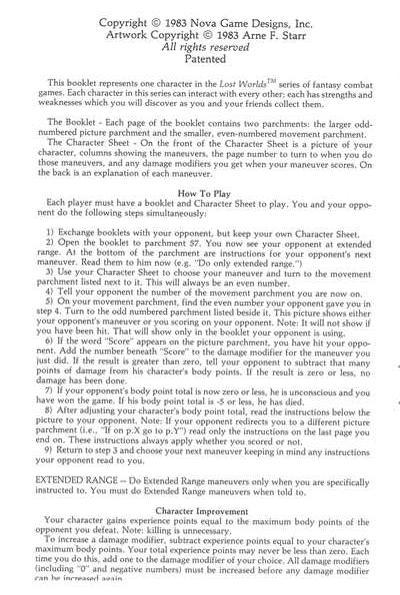 Copyright © 1983 Nova Game Designs, Inc.
Artwork Copyright © 1983 Arne F. Starr
All rights reserved
Patented
This booklet represents one character in the Lost Worlds™ series of fantasy combat
games. Each character in this series can interact with every other; each has strengths and
weaknesses which you will discover as you and your friends collect them.
The Booklet - Each page of the booklet contains two parchments: the larger odd-
numbered picture parchment and the smaller, even-numbered movement parchment.
The Character Sheet - On the front of the Character Sheet is a picture of your
character, columns showing the maneuvers, the page number to turn to when you do
those maneuvers, and any damage modifiers you get when your maneuver scores. On
the back is an explanation of each maneuver.
How To Play
Each player must have a booklet and Character Sheet to play. You and your oppo-
nent do the following steps simultaneously:
1) Exchange booklets with your opponent, but keep your own Character Sheet.
2) Open the booklet to parchment 57. You now see your opponent at extended
range. At the bottom of the parchment are instructions for your opponent's next
maneuver. Read them to him now (e.g. "Do only extended range.")
3) Use your Character Sheet to choose your maneuver and turn to the movement
parchment listed next to it. This will always be an even number.
4) Tell your opponent the number of the movement parchment you are now on.
5) On your movement parchment, find the even number your opponent gave you in
step 4. Turn to the odd numbered parchment listed beside it. This picture shows either
your opponent's maneuver or you scoring on your opponent. Note: It will not show if
you have been hit. That will show only in the booklet your opponent is using.
6) If the word "Score" appears on the picture parchment, you have hit your oppo-
nent. Add the number beneath "Score" to the damage modifier for the maneuver you
just did. If the result is greater than zero, tell your opponent to subtract that many
points of damage from his character's body points. If the result is zero or less, no
damage has been done.
7) If your opponent's body point total is now zero or less, he is unconscious and you
have won the game. If his body point total is -5 or less, he has died.
8) After adjusting your character's body point total, read the instructions below the
picture to your opponent. Note: If your opponent redirects you to a different picture
parchment (i.e., "If on p.X go to p.Y") read only the instructions on the last page you
end on. These instructions always apply whether you scored or not.
9) Return to step 3 and choose your next maneuver keeping in mind any instructions
your opponent read to you.
EXTENDED RANGE -- Do Extended Range maneuvers only when you are specifically
instructed to. You must do Extended Range maneuvers when told to.
Character Improvement
Your character gains experience points equal to the maximum body points of the
opponent you defeat. Note: killing is unnecessary.
To increase a damage modifier, subtract experience points equal to your character's
maximum body points. Your total experience points may never be less than zero. Each
time you do this, add one to the damage modifier of your choice. All damage modifiers
(including "0" and negative numbers) must be increased before any damage modifier
can be increased again.